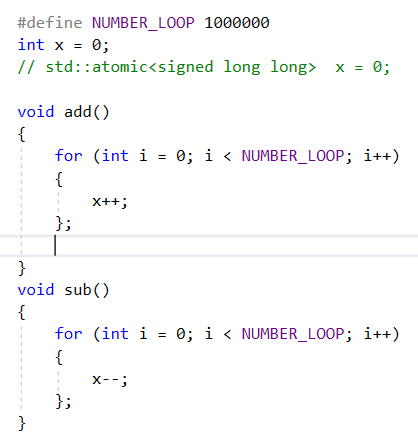 #define NUMBER_LOOP 1000000
int x = 0;
// std::atomic<signed long long>  x = 0;
void add()
{
for (int i = 0; i < NUMBER_LOOP; i++)
{
x++;
};
}
void sub()
{
for (int i = 0; i < NUMBER_LOOP; i++)
{
x--;
};
}